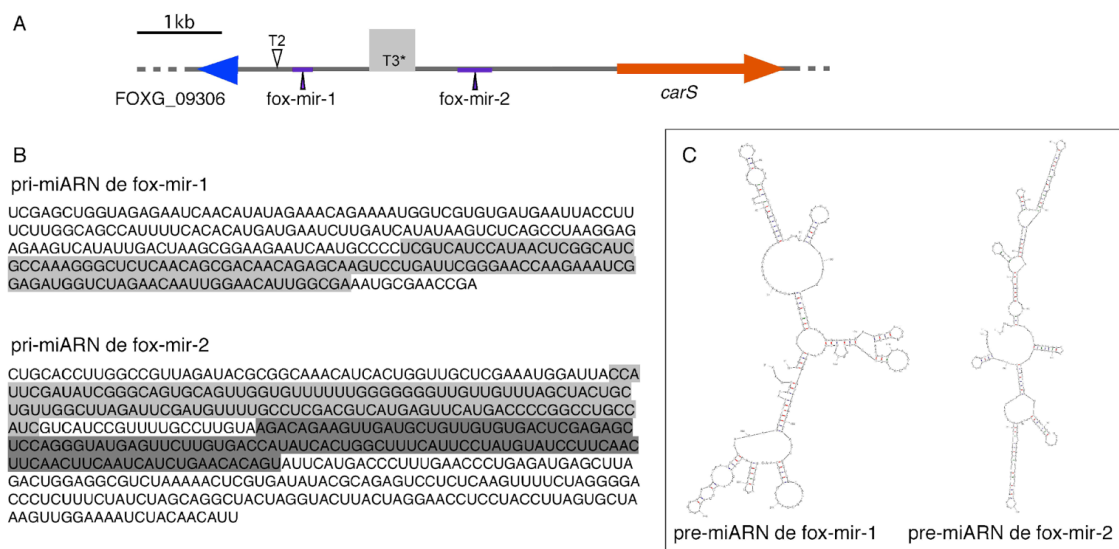 A
1kb
T2
T3*
FOXG_09306
fox-mir-1
fox-mir-2
carS
B
pri-miARN de fox-mir-1
UCGAGCUGGUAGAGAAUCAACAUAUAGAAACAGAAAAUGGUCGUGUGAUGAAUUACCUU
UCUUGGCAGCCAUUUUCACACAUGAUGAAUCUUGAUCAUAUAAGUCUCAGCCUAAGGAG
AGAAGUCAUAUUGACUAAGCGGAAGAAUCAAUGCCCCUCGUCAUCCAUAACUCGGCAUC
GCCAAAGGGCUCUCAACAGCGACAACAGAGCAAGUCCUGAUUCGGGAACCAAGAAAUCG
GAGAUGGUCUAGAACAAUUGGAACAUUGGCGAAAUGCGAACCGA
pri-miARN de fox-mir-2
CUGCACCUUGGCCGUUAGAUACGCGGCAAACAUCACUGGUUGCUCGAAAUGGAUUACCA
UUCGAUAUCGGGCAGUGCAGUUGGUGUUUUUGGGGGGGUUGUUGUUUAGCUACUGC
UGUUGGCUUAGAUUCGAUGUUUUGCCUCGACGUCAUGAGUUCAUGACCCCGGCCUGCC
AUCGUCAUCCGUUUUGCCUUGUAAGACAGAAGUUGAUGCUGUUGUGUGACUCGAGAGC
UCCAGGGUAUGAGUUCUUGUGACCAUAUCACUGGCUUUCAUUCCUAUGUAUCCUUCAAC
UUCAACUUCAAUCAUCUGAACACAGUAUUCAUGACCCUUUGAACCCUGAGAUGAGCUUA
GACUGGAGGCGUCUAAAAACUCGUGAUAUACGCAGAGUCCUCUCAAGUUUUCUAGGGGA
CCCUCUUUCUAUCUAGCAGGCUACUAGGUACUUACUAGGAACCUCCUACCUUAGUGCUA
AAGUUGGAAAAUCUACAACAUU
C
pre-miARN de fox-mir-1
pre-miARN de fox-mir-2